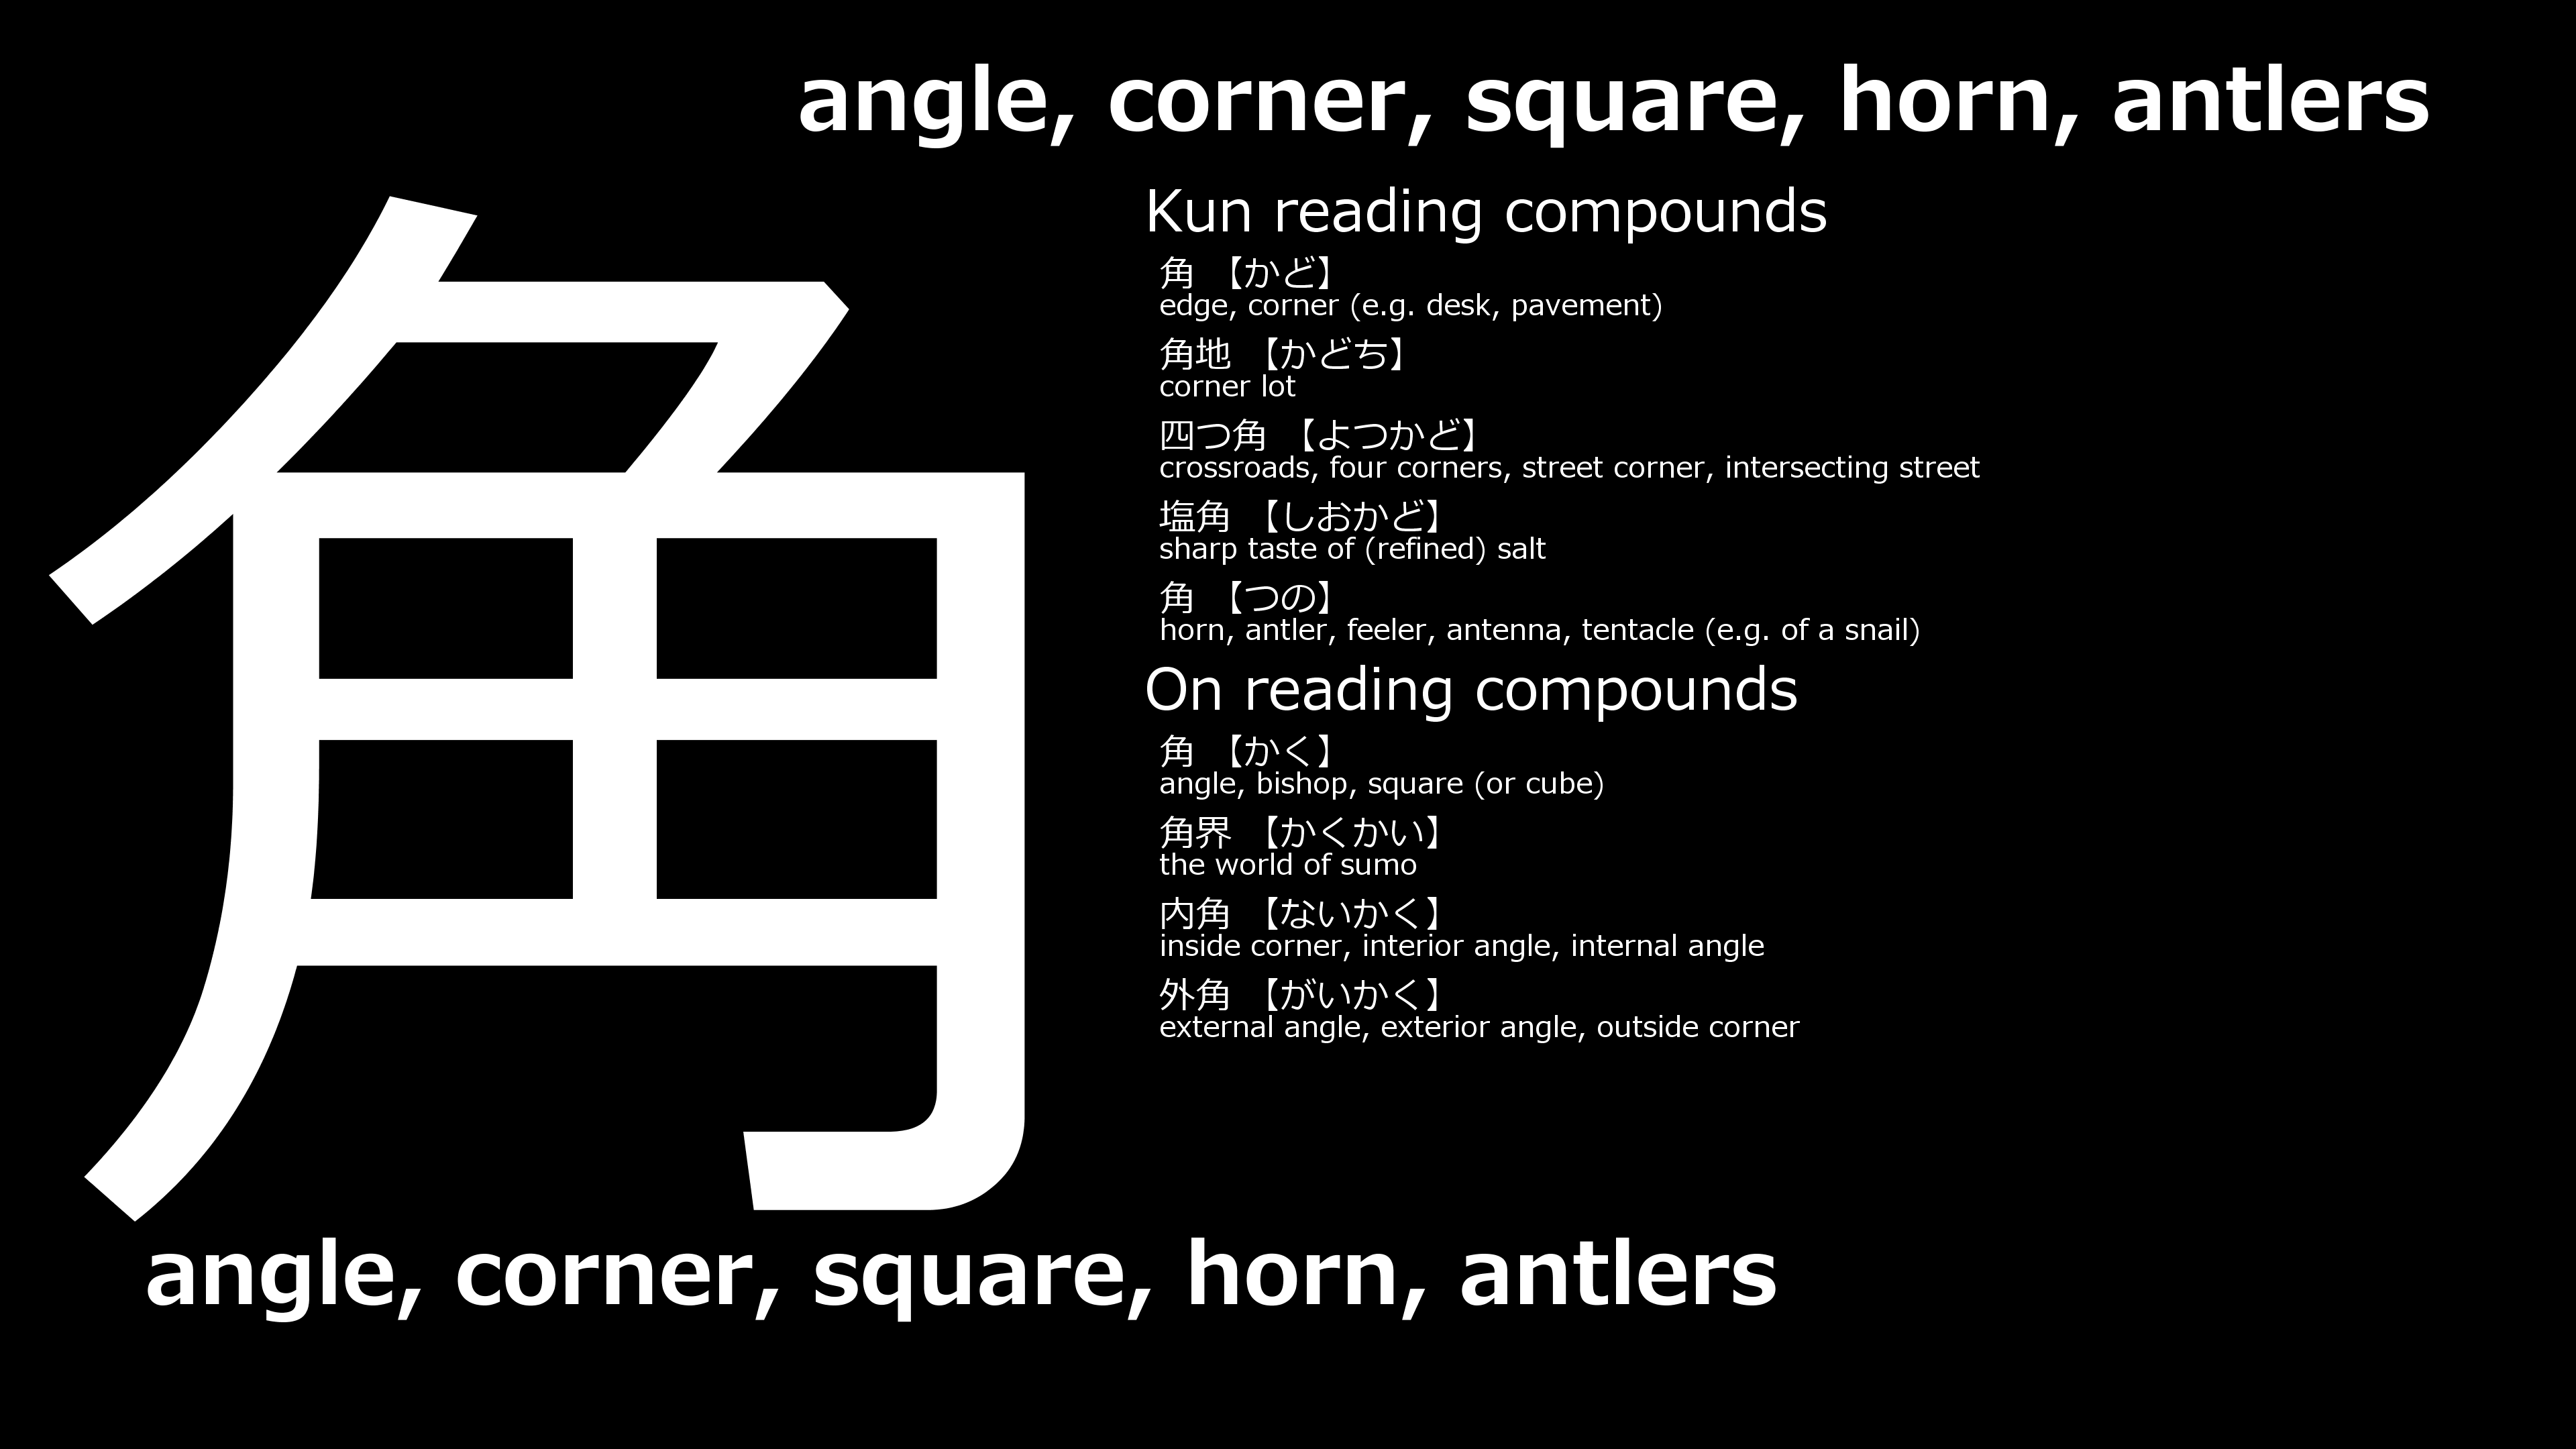 angle, corner, square, horn, antlers
角
Kun reading compounds
角 【かど】
edge, corner (e.g. desk, pavement)
角地 【かどち】
corner lot
四つ角 【よつかど】
crossroads, four corners, street corner, intersecting street
塩角 【しおかど】
sharp taste of (refined) salt
角 【つの】
horn, antler, feeler, antenna, tentacle (e.g. of a snail)
On reading compounds
角 【かく】
angle, bishop, square (or cube)
角界 【かくかい】
the world of sumo
内角 【ないかく】
inside corner, interior angle, internal angle
外角 【がいかく】
external angle, exterior angle, outside corner
angle, corner, square, horn, antlers